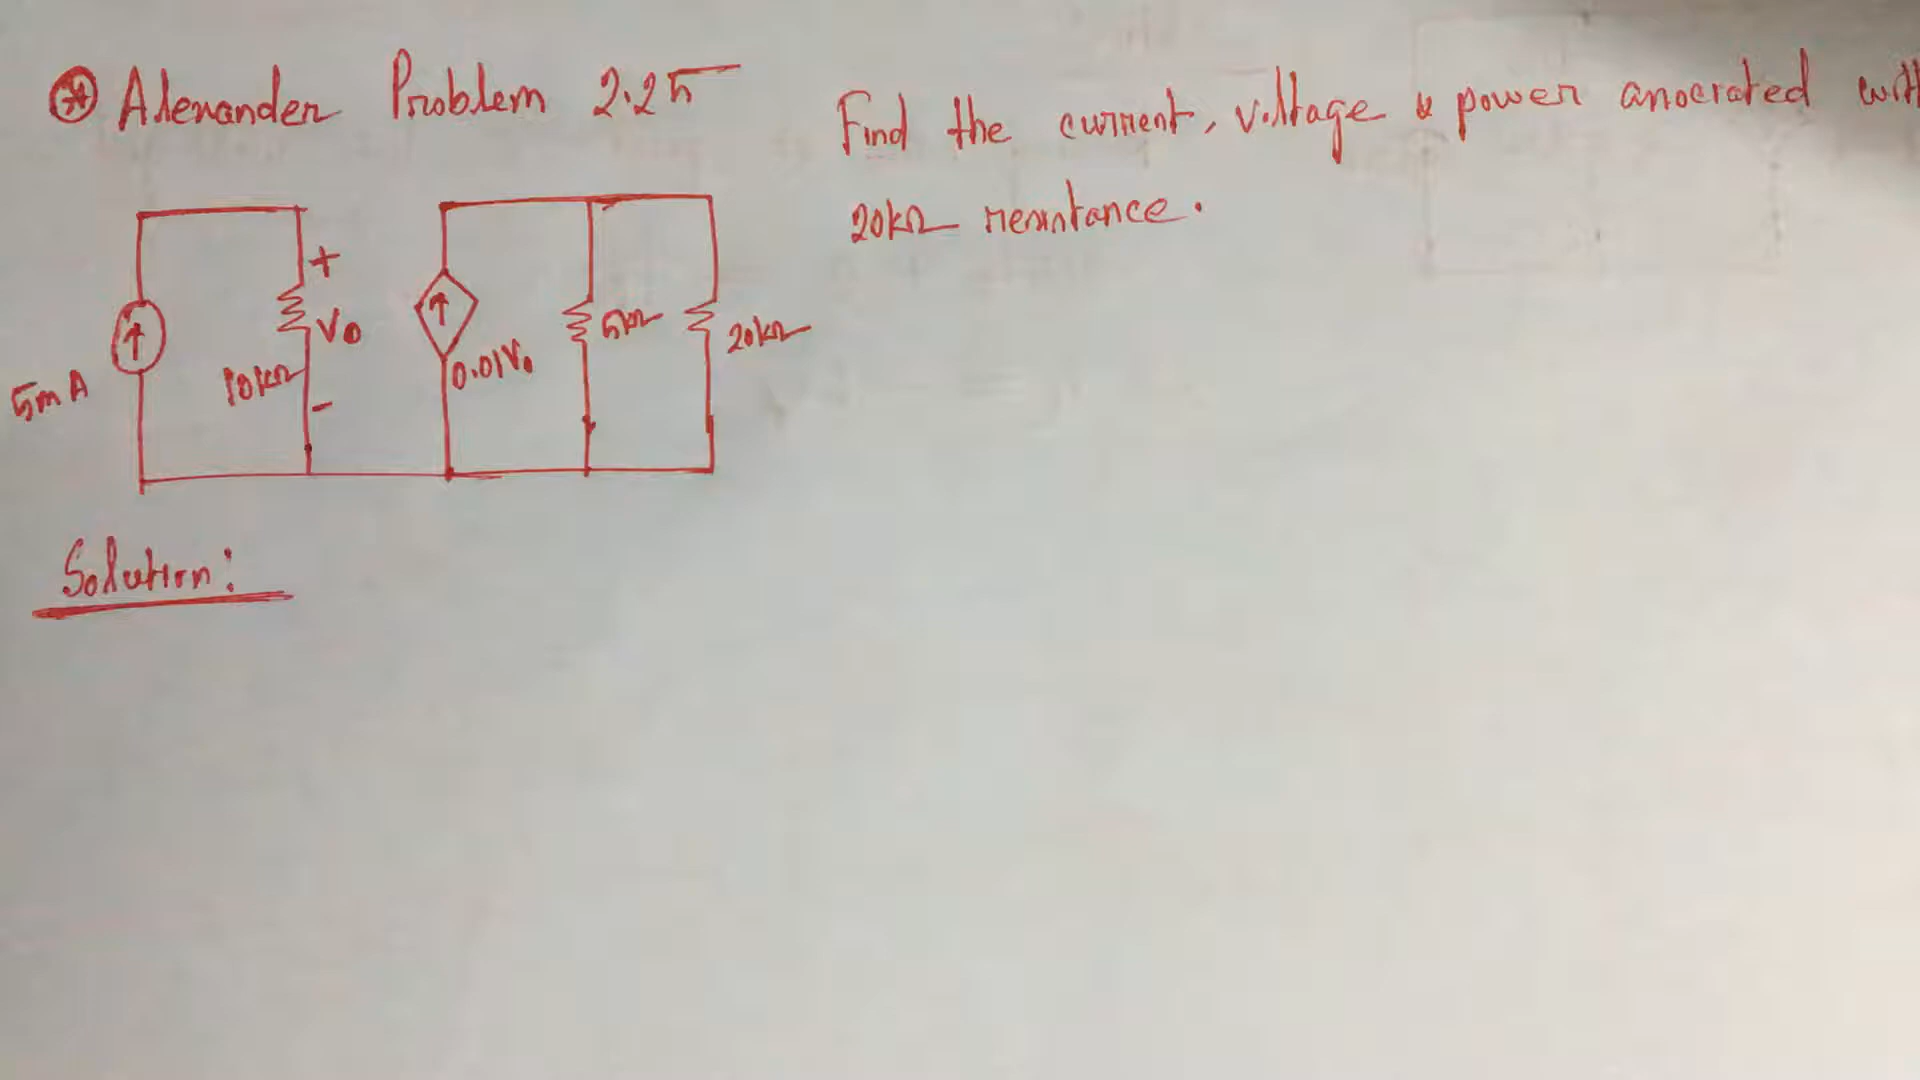 Alexander Problem 2.25
Find the current, voltage & power associated with
20kΩ resistance.
+
Vo
10kΩ
-
5mA
0.01Vo
5kΩ
20kΩ
Solution: